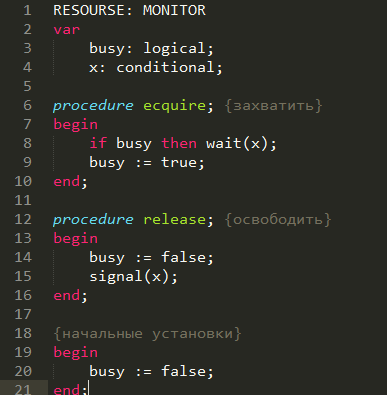 1 RESOURSE: MONITOR
2 var
3     busy: logical;
4     x: conditional;
5
6 procedure ecquire; {захватить}
7 begin
8     if busy then wait(x);
9     busy := true;
10 end;
11
12 procedure release; {освободить}
13 begin
14     busy := false;
15     signal(x);
16 end;
17
18 {начальные установки}
19 begin
20     busy := false;
21 end;